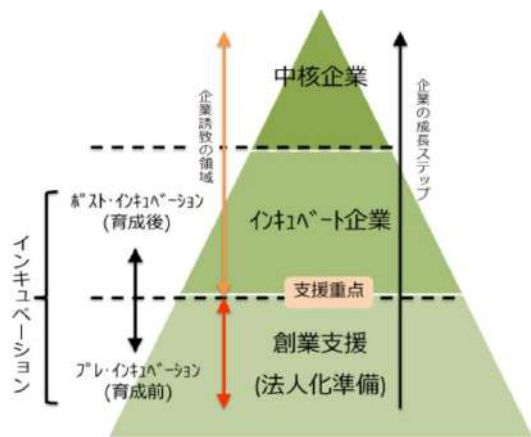 中核企業
企業誘致の領域
企業の成長ステップ
ﾎﾟｽﾄ･ｲﾝｷｭﾍﾞｰｼｮﾝ
(育成後)
インキュベーション
ｲﾝｷｭﾍﾞｰﾄ企業
支援重点
創業支援
(法人化準備)
ﾌﾟﾚ･ｲﾝｷｭﾍﾞｰｼｮﾝ
(育成前)